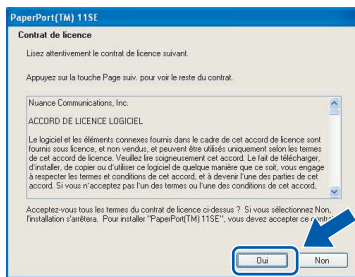 PaperPort(TM) 11SE
Contrat de licence
Lisez attentivement le contrat de licence suivant.
Appuyez sur la touche Page suiv. pour voir le reste du contrat.
Nuance Communications, Inc.
ACCORD DE LICENCE LOGICIEL
Le logiciel et les éléments connexes fournis dans le cadre de cet accord de licence sont
fournis sous licence, et non vendus, et peuvent être utilisés uniquement selon les termes
de cet accord de licence. Veuillez lire soigneusement cet accord. Le fait de télécharger,
d'installer, de copier ou d'utiliser ce logiciel de quelque manière que ce soit, vous engage
à respecter les termes et conditions de cet accord, et à devenir l'une des parties de cet
accord. Si vous n'acceptez pas l'un des termes ou l'une des conditions de cet accord,
Acceptez-vous tous les termes du contrat de licence ci-dessus ? Si vous sélectionnez Non,
l'installation s'arrêtera. Pour installer "PaperPort(TM) 11SE", vous devez accepter ce
Oui
Non